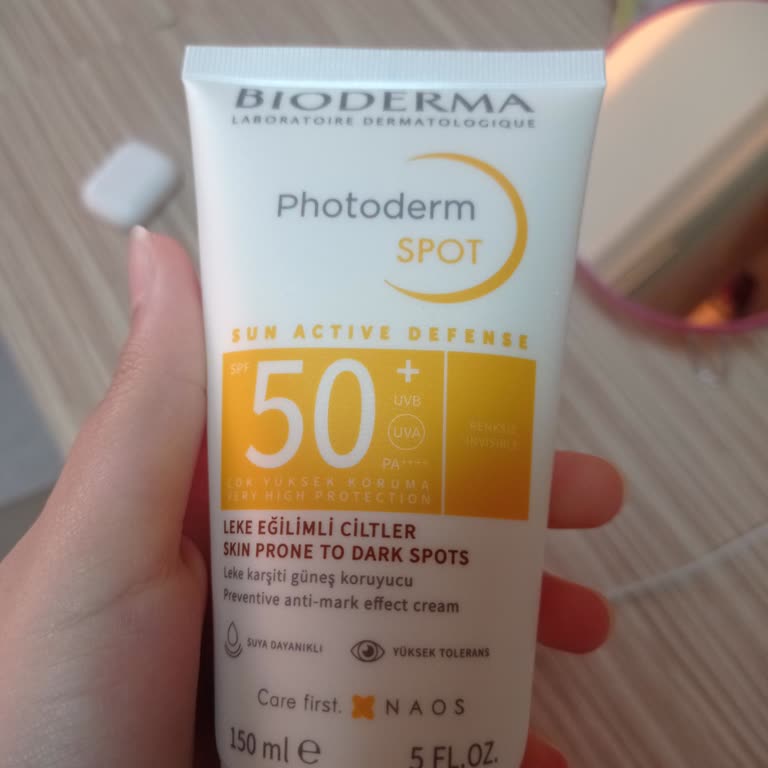 BIODERMA
LABORATOIRE DERMATOLOGIQUE
Photoderm
SPOT
SUN ACTIVE DEFENSE
SPF 50+
UVB
UVA
PA++++
RENKSİZ
INVISIBLE
ÇOK YÜKSEK KORUMA
VERY HIGH PROTECTION
LEKE EĞİLİMLİ CİLTLER
SKIN PRONE TO DARK SPOTS
Leke karşiti güneş koruyucu
Preventive anti-mark effect cream
SUYA DAYANIKLI
YÜKSEK TOLERANS
Care first. NAOS
150 ml e
5 FL.OZ.